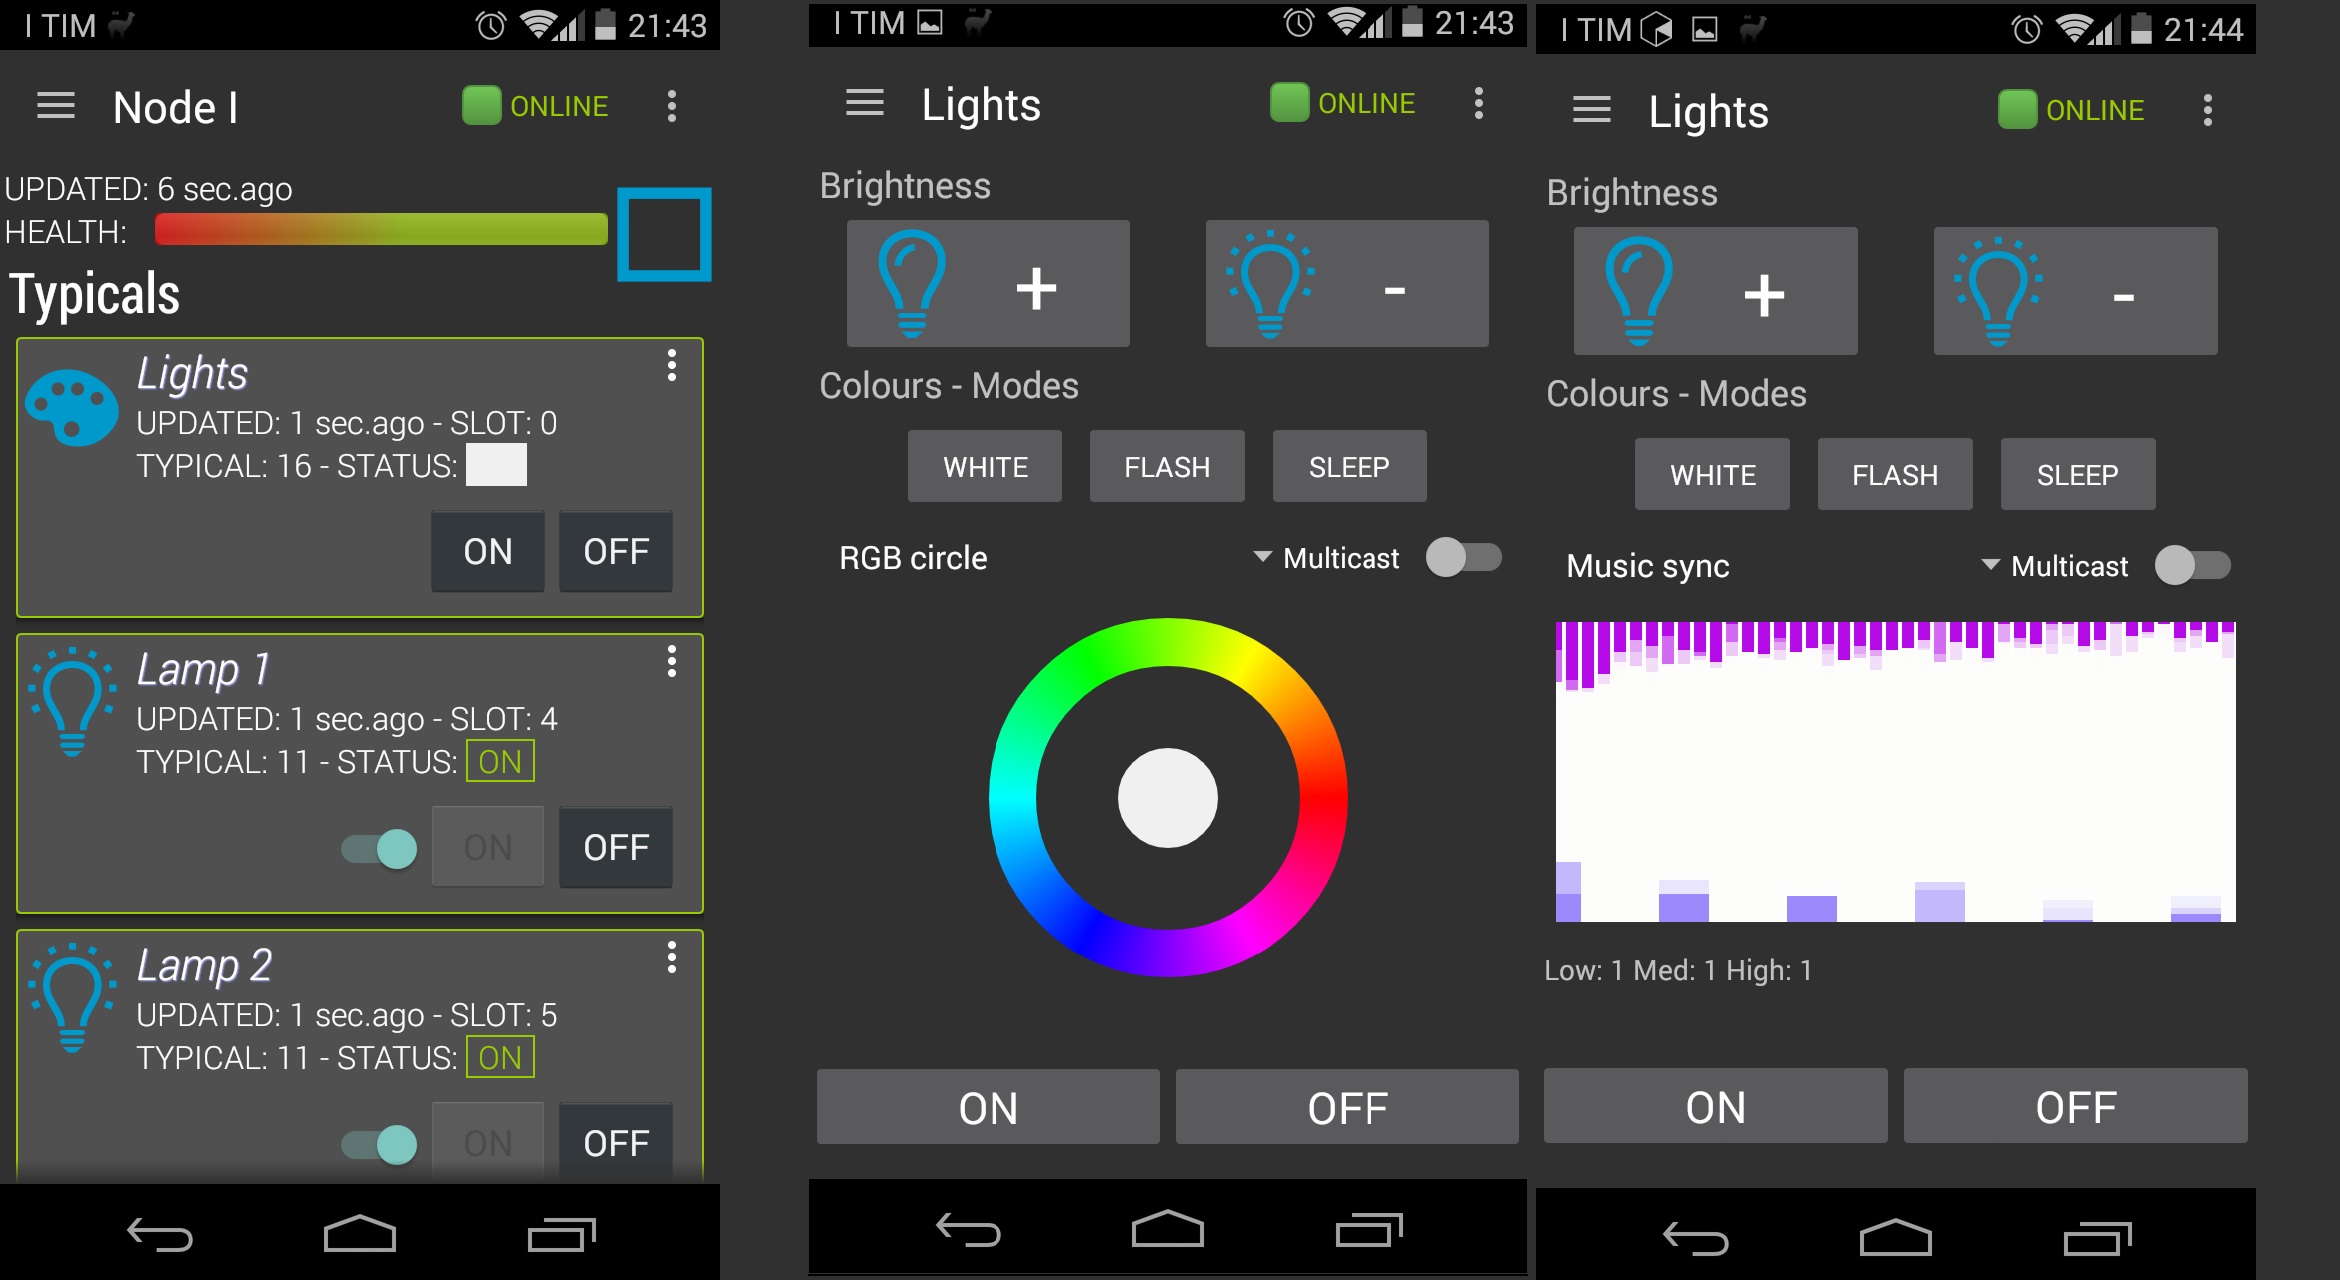 I TIM 21:43
Node I ONLINE
UPDATED: 6 sec.ago
HEALTH:
Typicals
Lights
UPDATED: 1 sec.ago - SLOT: 0
TYPICAL: 16 - STATUS:
ON OFF
Lamp 1
UPDATED: 1 sec.ago - SLOT: 4
TYPICAL: 11 - STATUS: ON
ON OFF
Lamp 2
UPDATED: 1 sec.ago - SLOT: 5
TYPICAL: 11 - STATUS: ON
ON OFF
I TIM 21:43
Lights ONLINE
Brightness
+ -
Colours - Modes
WHITE FLASH SLEEP
RGB circle Multicast
ON OFF
I TIM 21:44
Lights ONLINE
Brightness
+ -
Colours - Modes
WHITE FLASH SLEEP
Music sync Multicast
Low: 1 Med: 1 High: 1
ON OFF